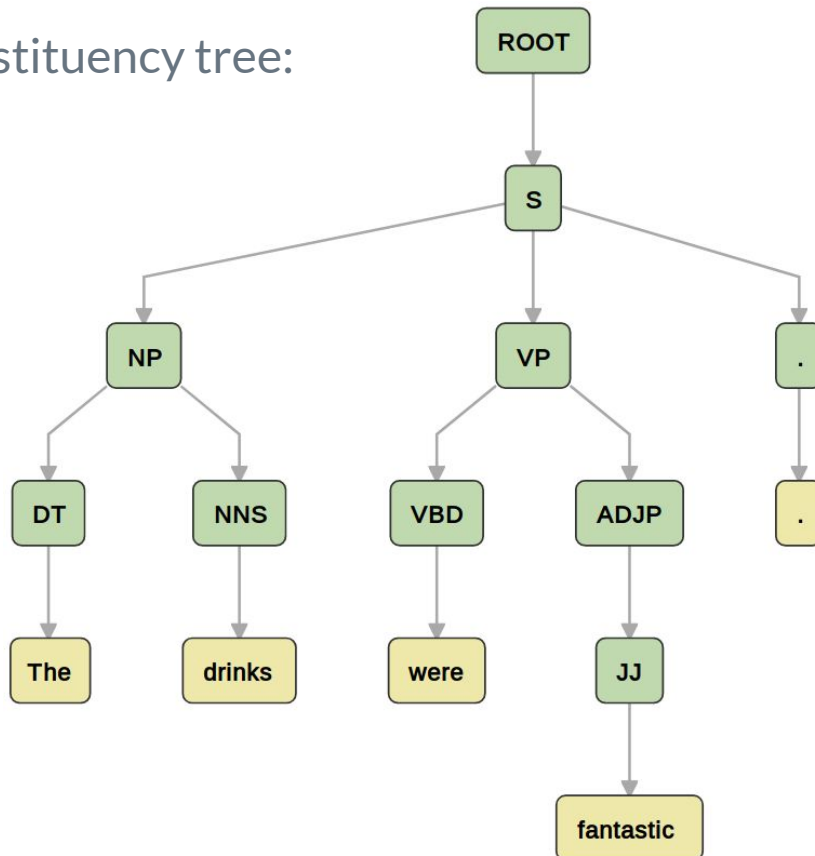 stituency tree:
ROOT
S
NP VP .
DT NNS VBD ADJP .
The drinks were JJ
fantastic